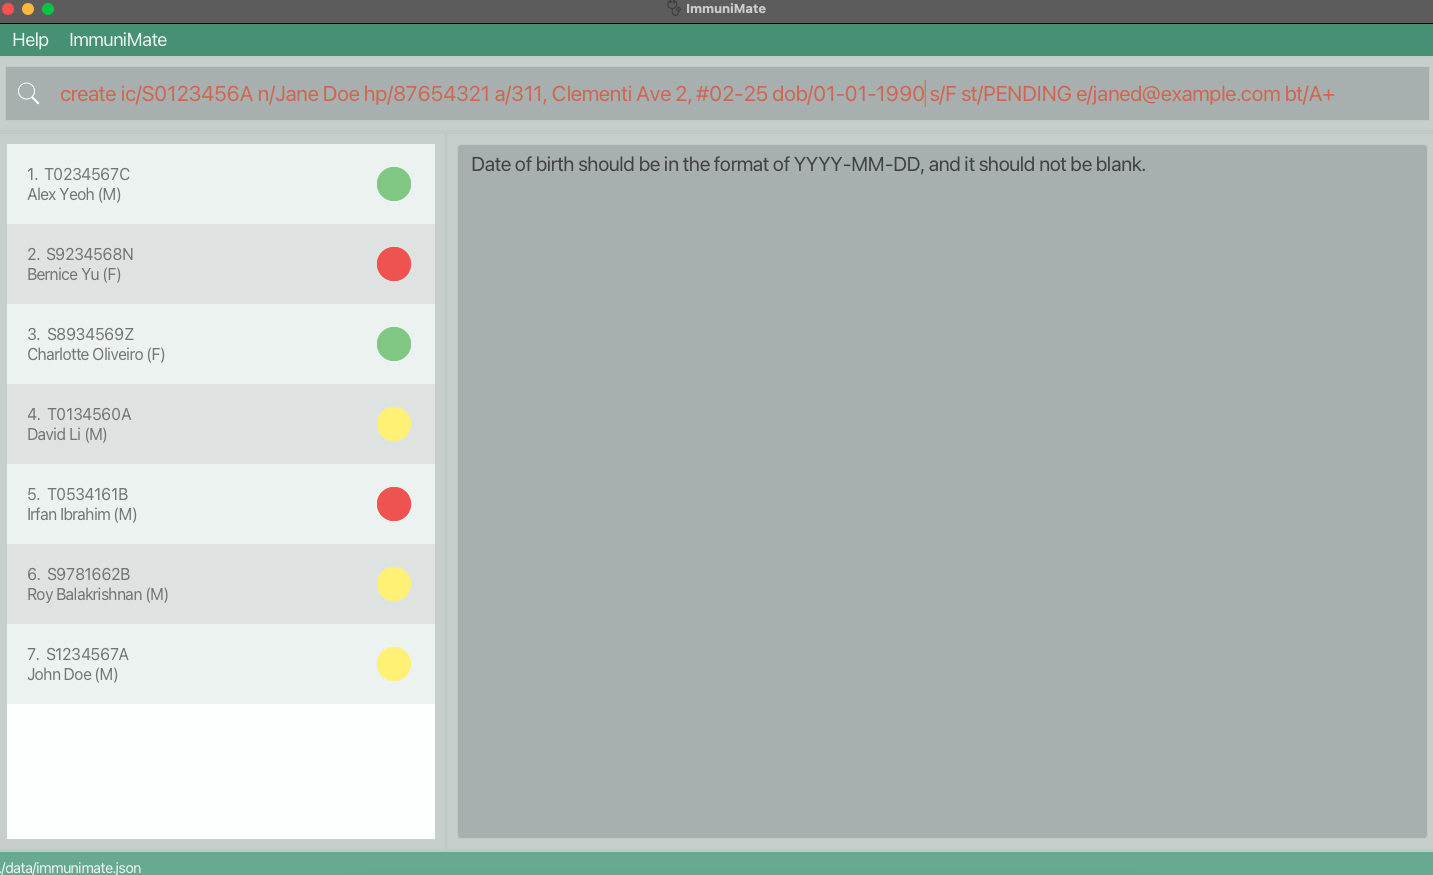 ImmuniMate
Help ImmuniMate
create ic/S0123456A n/Jane Doe hp/87654321 a/311, Clementi Ave 2, #02-25 dob/01-01-1990 s/F st/PENDING e/janed@example.com bt/A+
1. T0234567C
Alex Yeoh (M)
2. S9234568N
Bernice Yu (F)
3. S8934569Z
Charlotte Oliveiro (F)
4. T0134560A
David Li (M)
5. T0534161B
Irfan Ibrahim (M)
6. S9781662B
Roy Balakrishnan (M)
7. S1234567A
John Doe (M)
Date of birth should be in the format of YYYY-MM-DD, and it should not be blank.
/data/immunimate.json